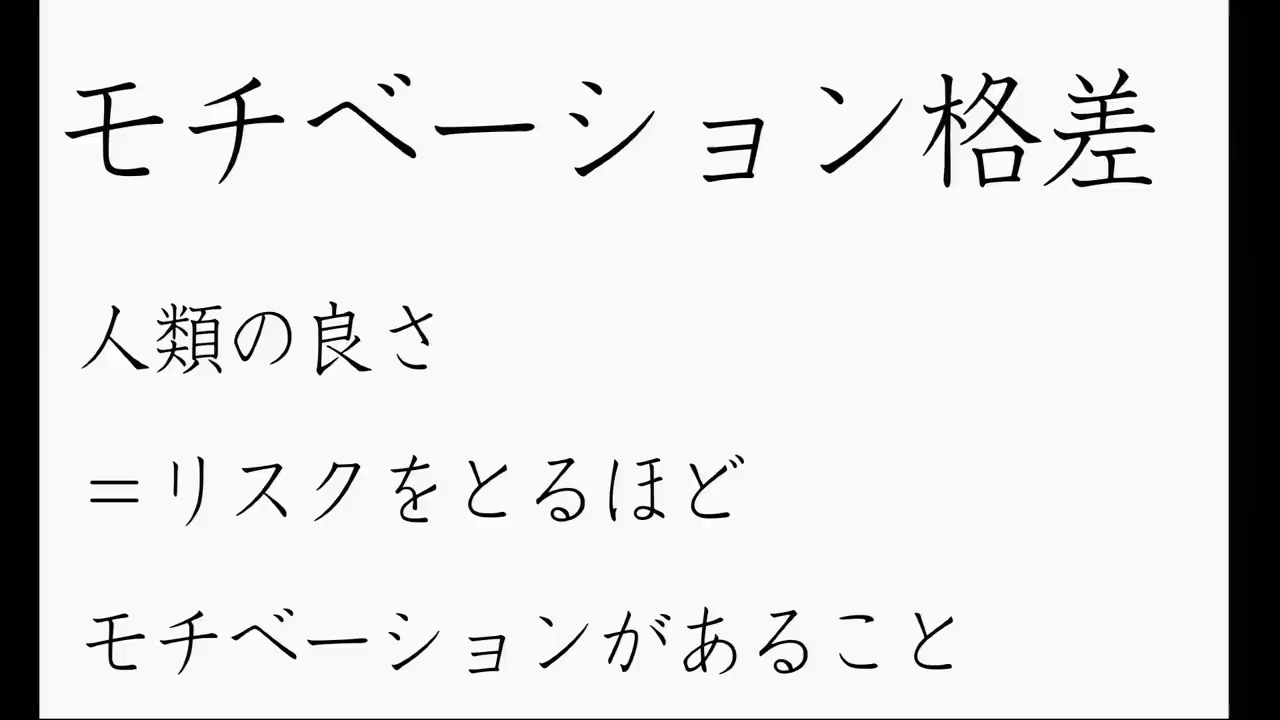 モチベーション格差
人類の良さ
＝リスクをとるほど
モチベーションがあること